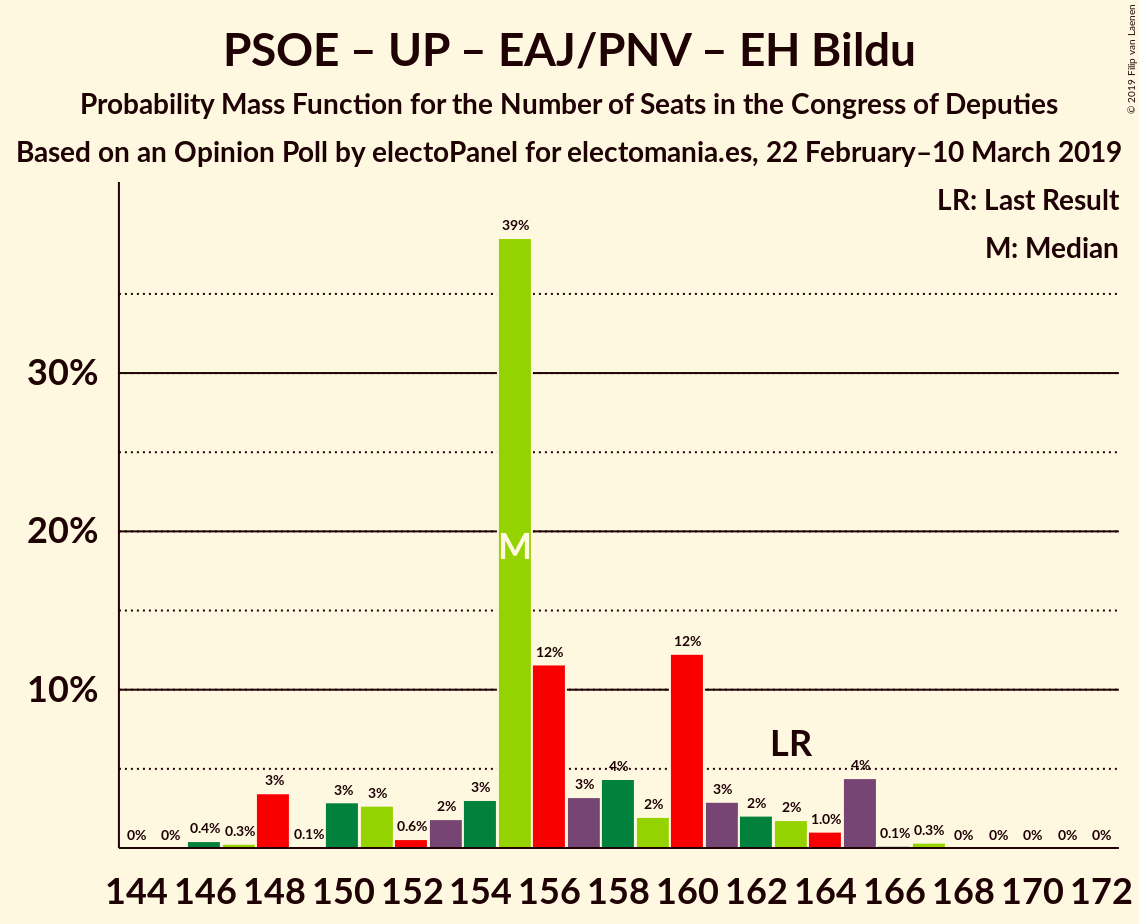 PSOE – UP – EAJ/PNV – EH Bildu
Probability Mass Function for the Number of Seats in the Congress of Deputies
Based on an Opinion Poll by electoPanel for electomania.es, 22 February–10 March 2019
© 2019 Filip van Laenen
LR: Last Result
M: Median
30%
20%
10%
0% 0% 0.4% 0.3% 3% 0.1% 3% 3% 0.6% 2% 3% 39% 12% 3% 4% 2% 12% 3% 2% 2% 1.0% 4% 0.1% 0.3% 0% 0% 0% 0% 0%
M
LR
144 146 148 150 152 154 156 158 160 162 164 166 168 170 172